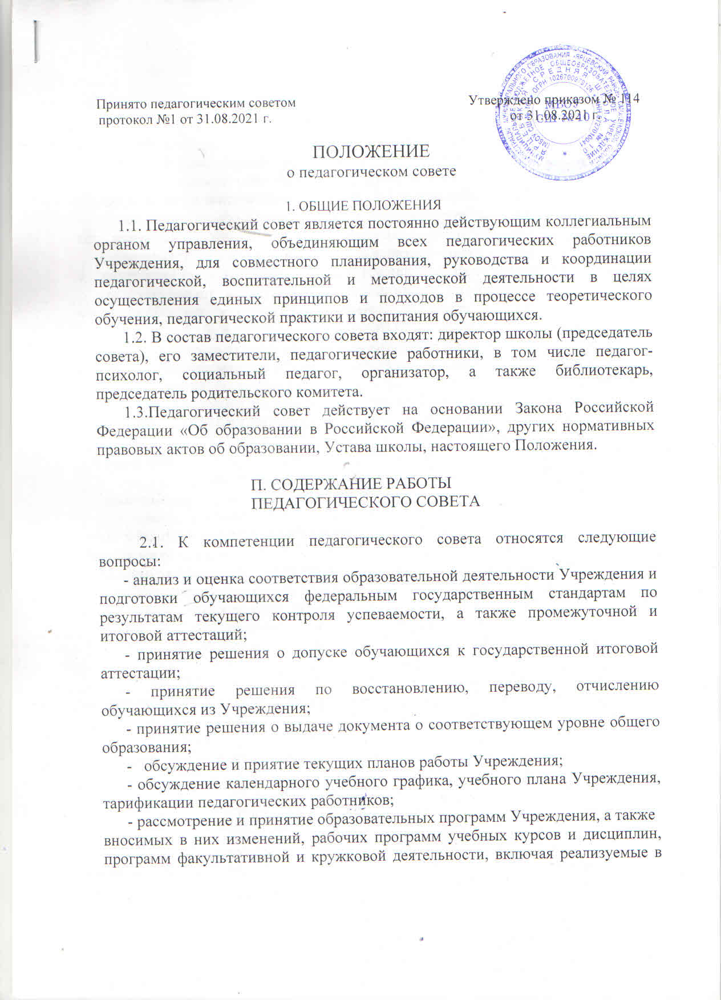 Принято педагогическим советом
протокол №1 от 31.08.2021 г.
Утверждено приказом № 114
от 31.08.2021 г.
МБОУ
СШ № 10
ОГРН 1026700979106
ПОЛОЖЕНИЕ
о педагогическом совете
1. ОБЩИЕ ПОЛОЖЕНИЯ
1.1. Педагогический совет является постоянно действующим коллегиальным
органом управления, объединяющим всех педагогических работников
Учреждения, для совместного планирования, руководства и координации
педагогической, воспитательной и методической деятельности в целях
осуществления единых принципов и подходов в процессе теоретического
обучения, педагогической практики и воспитания обучающихся.
1.2. В состав педагогического совета входят: директор школы (председатель
совета), его заместители, педагогические работники, в том числе педагог-
психолог, социальный педагог, организатор, а также библиотекарь,
председатель родительского комитета.
1.3.Педагогический совет действует на основании Закона Российской
Федерации «Об образовании в Российской Федерации», других нормативных
правовых актов об образовании, Устава школы, настоящего Положения.
П. СОДЕРЖАНИЕ РАБОТЫ
ПЕДАГОГИЧЕСКОГО СОВЕТА
2.1. К компетенции педагогического совета относятся следующие
вопросы:
- анализ и оценка соответствия образовательной деятельности Учреждения и
подготовки обучающихся федеральным государственным стандартам по
результатам текущего контроля успеваемости, а также промежуточной и
итоговой аттестаций;
- принятие решения о допуске обучающихся к государственной итоговой
аттестации;
- принятие решения по восстановлению, переводу, отчислению
обучающихся из Учреждения;
- принятие решения о выдаче документа о соответствующем уровне общего
образования;
- обсуждение и приятие текущих планов работы Учреждения;
- обсуждение календарного учебного графика, учебного плана Учреждения,
тарификации педагогических работников;
- рассмотрение и принятие образовательных программ Учреждения, а также
вносимых в них изменений, рабочих программ учебных курсов и дисциплин,
программ факультативной и кружковой деятельности, включая реализуемые в